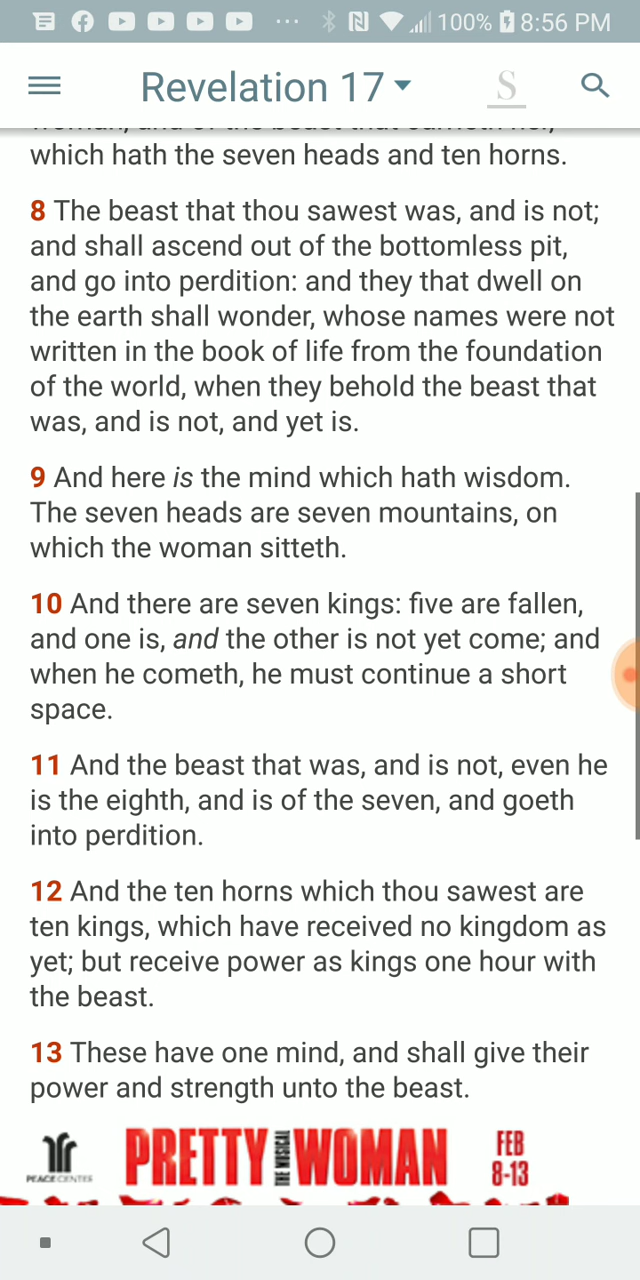 100% 8:56 PM
Revelation 17 S
which hath the seven heads and ten horns.
8 The beast that thou sawest was, and is not;
and shall ascend out of the bottomless pit,
and go into perdition: and they that dwell on
the earth shall wonder, whose names were not
written in the book of life from the foundation
of the world, when they behold the beast that
was, and is not, and yet is.
9 And here is the mind which hath wisdom.
The seven heads are seven mountains, on
which the woman sitteth.
10 And there are seven kings: five are fallen,
and one is, and the other is not yet come; and
when he cometh, he must continue a short
space.
11 And the beast that was, and is not, even he
is the eighth, and is of the seven, and goeth
into perdition.
12 And the ten horns which thou sawest are
ten kings, which have received no kingdom as
yet; but receive power as kings one hour with
the beast.
13 These have one mind, and shall give their
power and strength unto the beast.
PEACE CENTER
PRETTY THE MUSICAL WOMAN
FEB
8-13